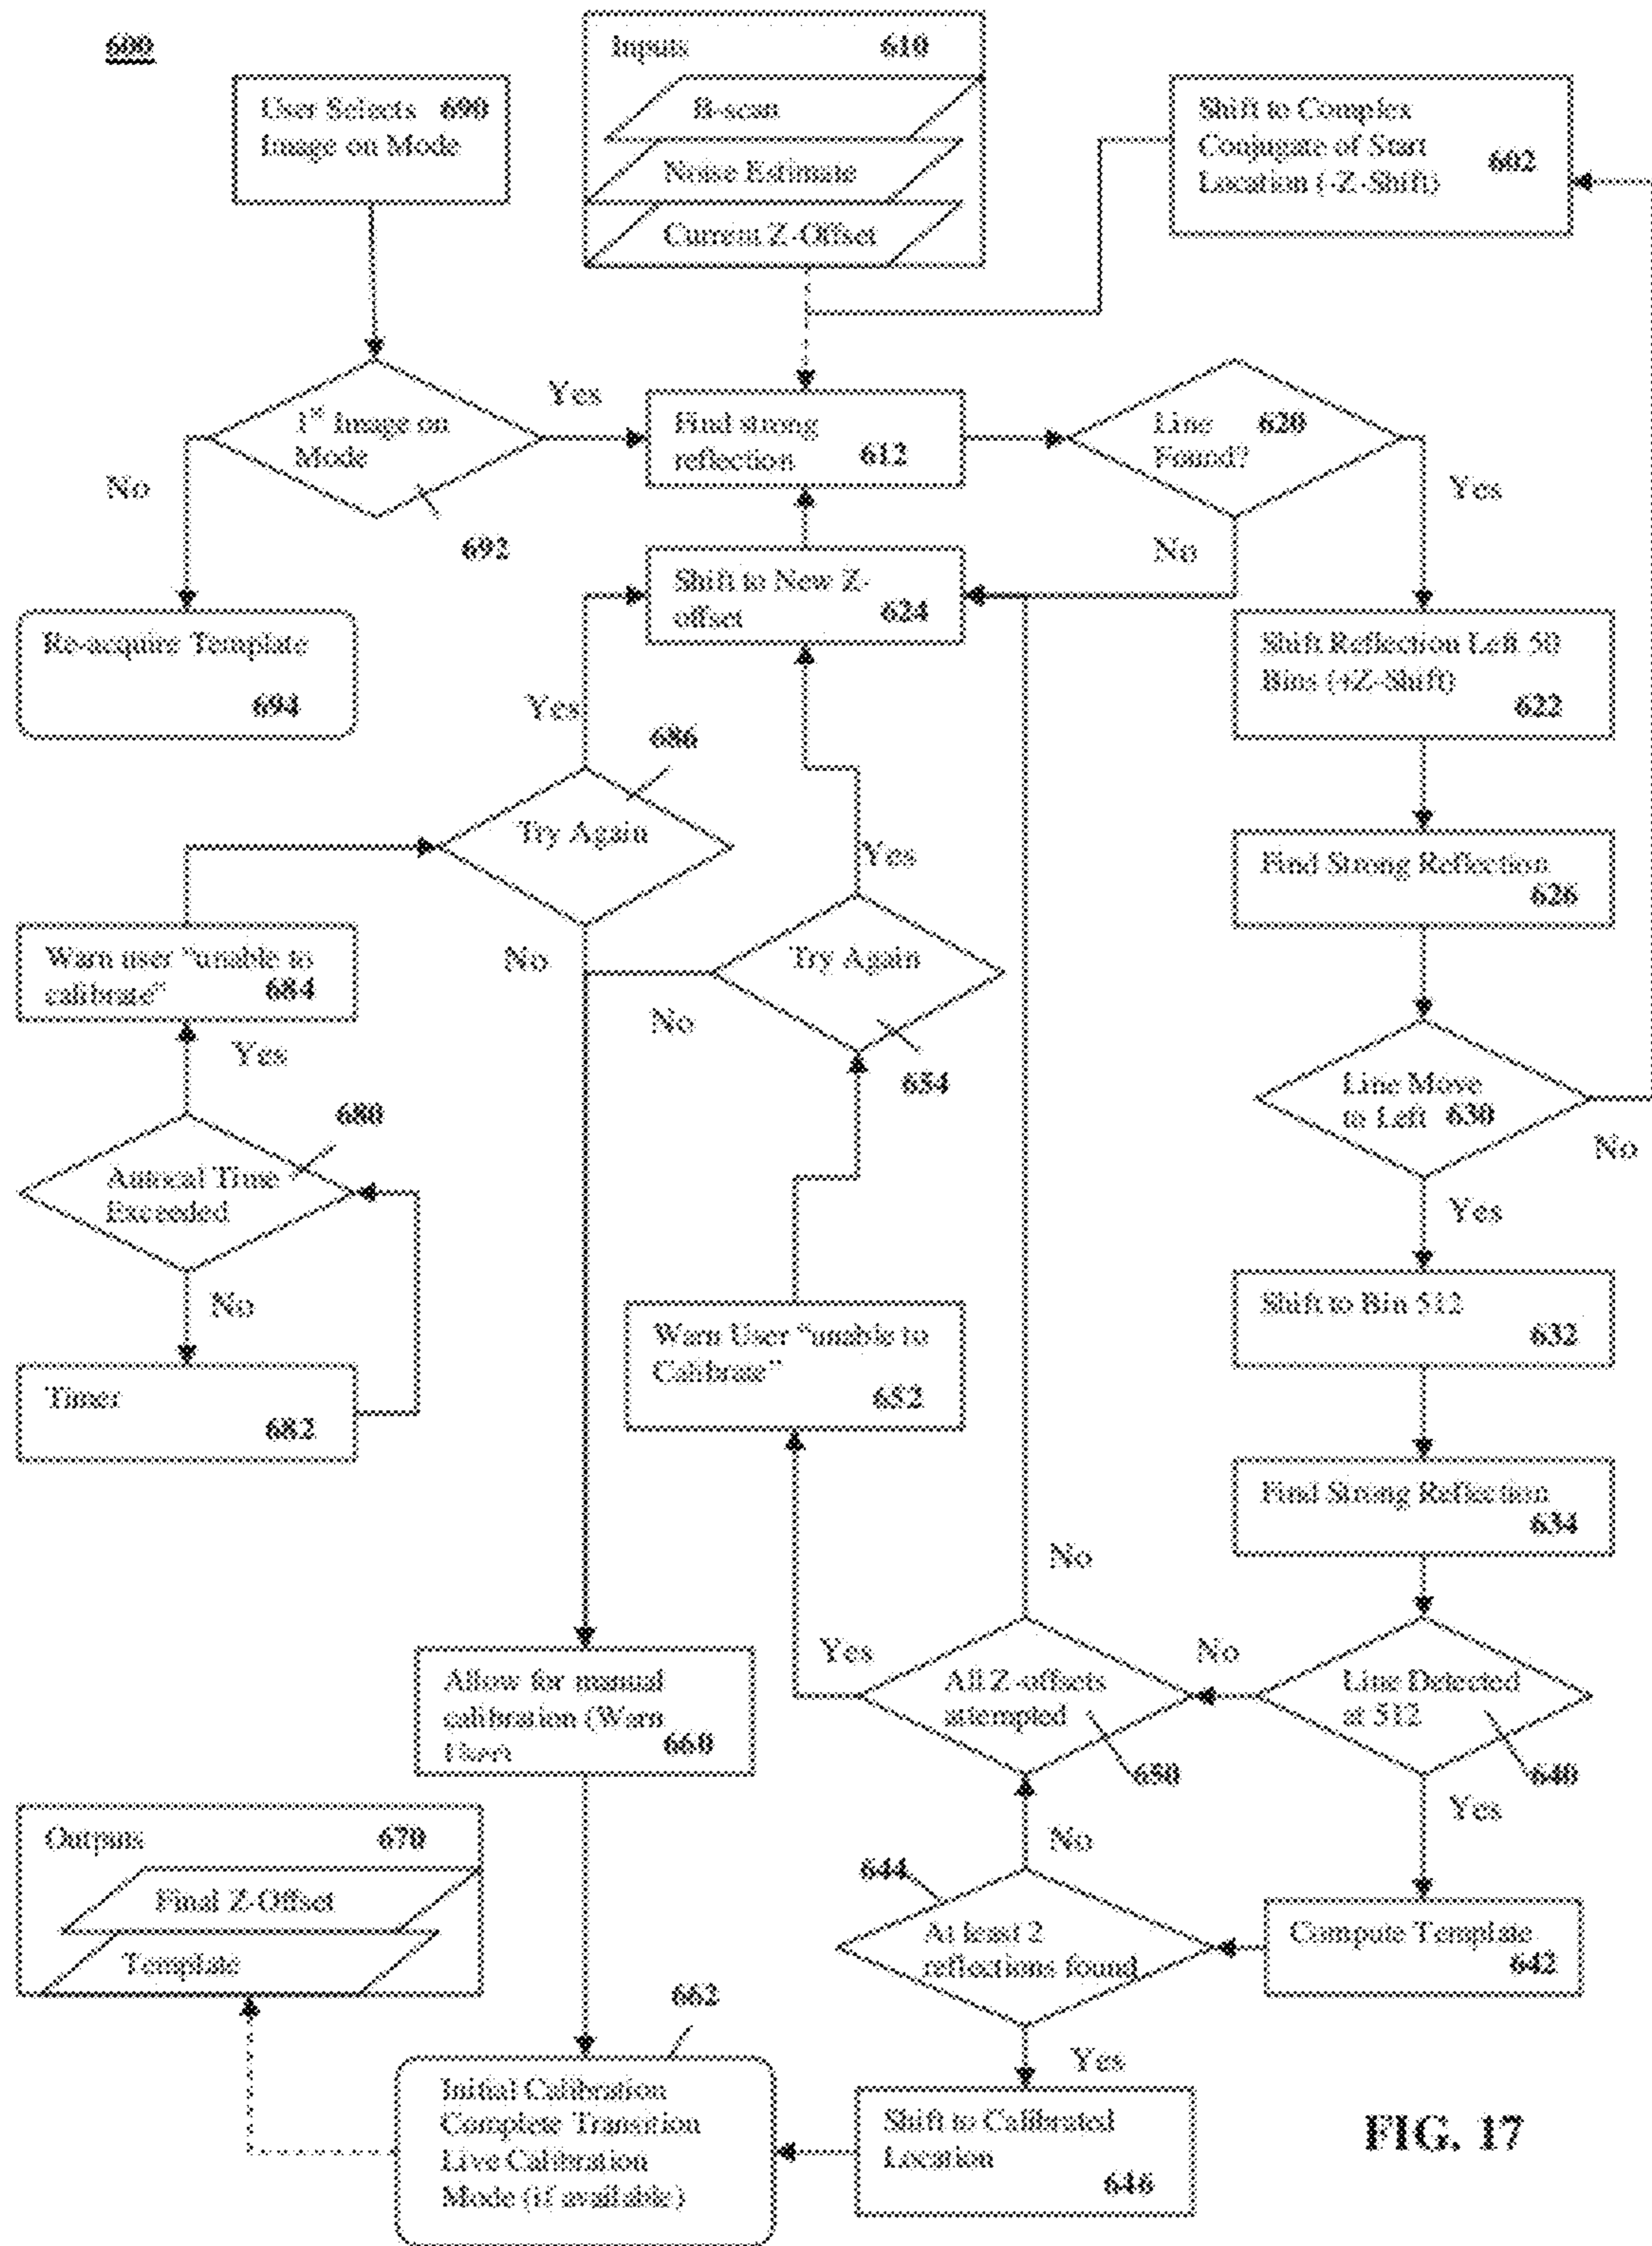 600
Inputs 610
B-scan
Noise Estimate
Current Z-Offset
User Selects 690
Image on Mode
Shift to Complex
Conjugate of Start
Location (-Z-Shift)
602
1st Image on
Mode
692
Yes
No
Find strong
reflection 612
Line 620
Found?
Yes
No
Re-acquire Template
694
Shift to New Z-
offset 624
Shift Reflection Left 50
Bins (+Z-Shift)
622
Yes
686
Try Again
No
Find Strong Reflection
626
Yes
Try Again
No
654
Warn user "unable to
calibrate" 684
Yes
680
Autocal Time
Exceeded
No
Timer
682
Line Move
to Left 630
No
Yes
Shift to Bin 512
632
Warn User "unable to
Calibrate"
652
Find Strong Reflection
634
No
Yes
All Z-offsets
attempted
650
No
Line Detected
at 512
640
Yes
Allow for manual
calibration (Warn
User) 660
Outputs 670
Final Z-Offset
Template
644
No
At least 2
reflections found
Compute Template
642
Yes
662
Initial Calibration
Complete Transition
Live Calibration
Mode (if available)
Shift to Calibrated
Location
646
FIG. 17